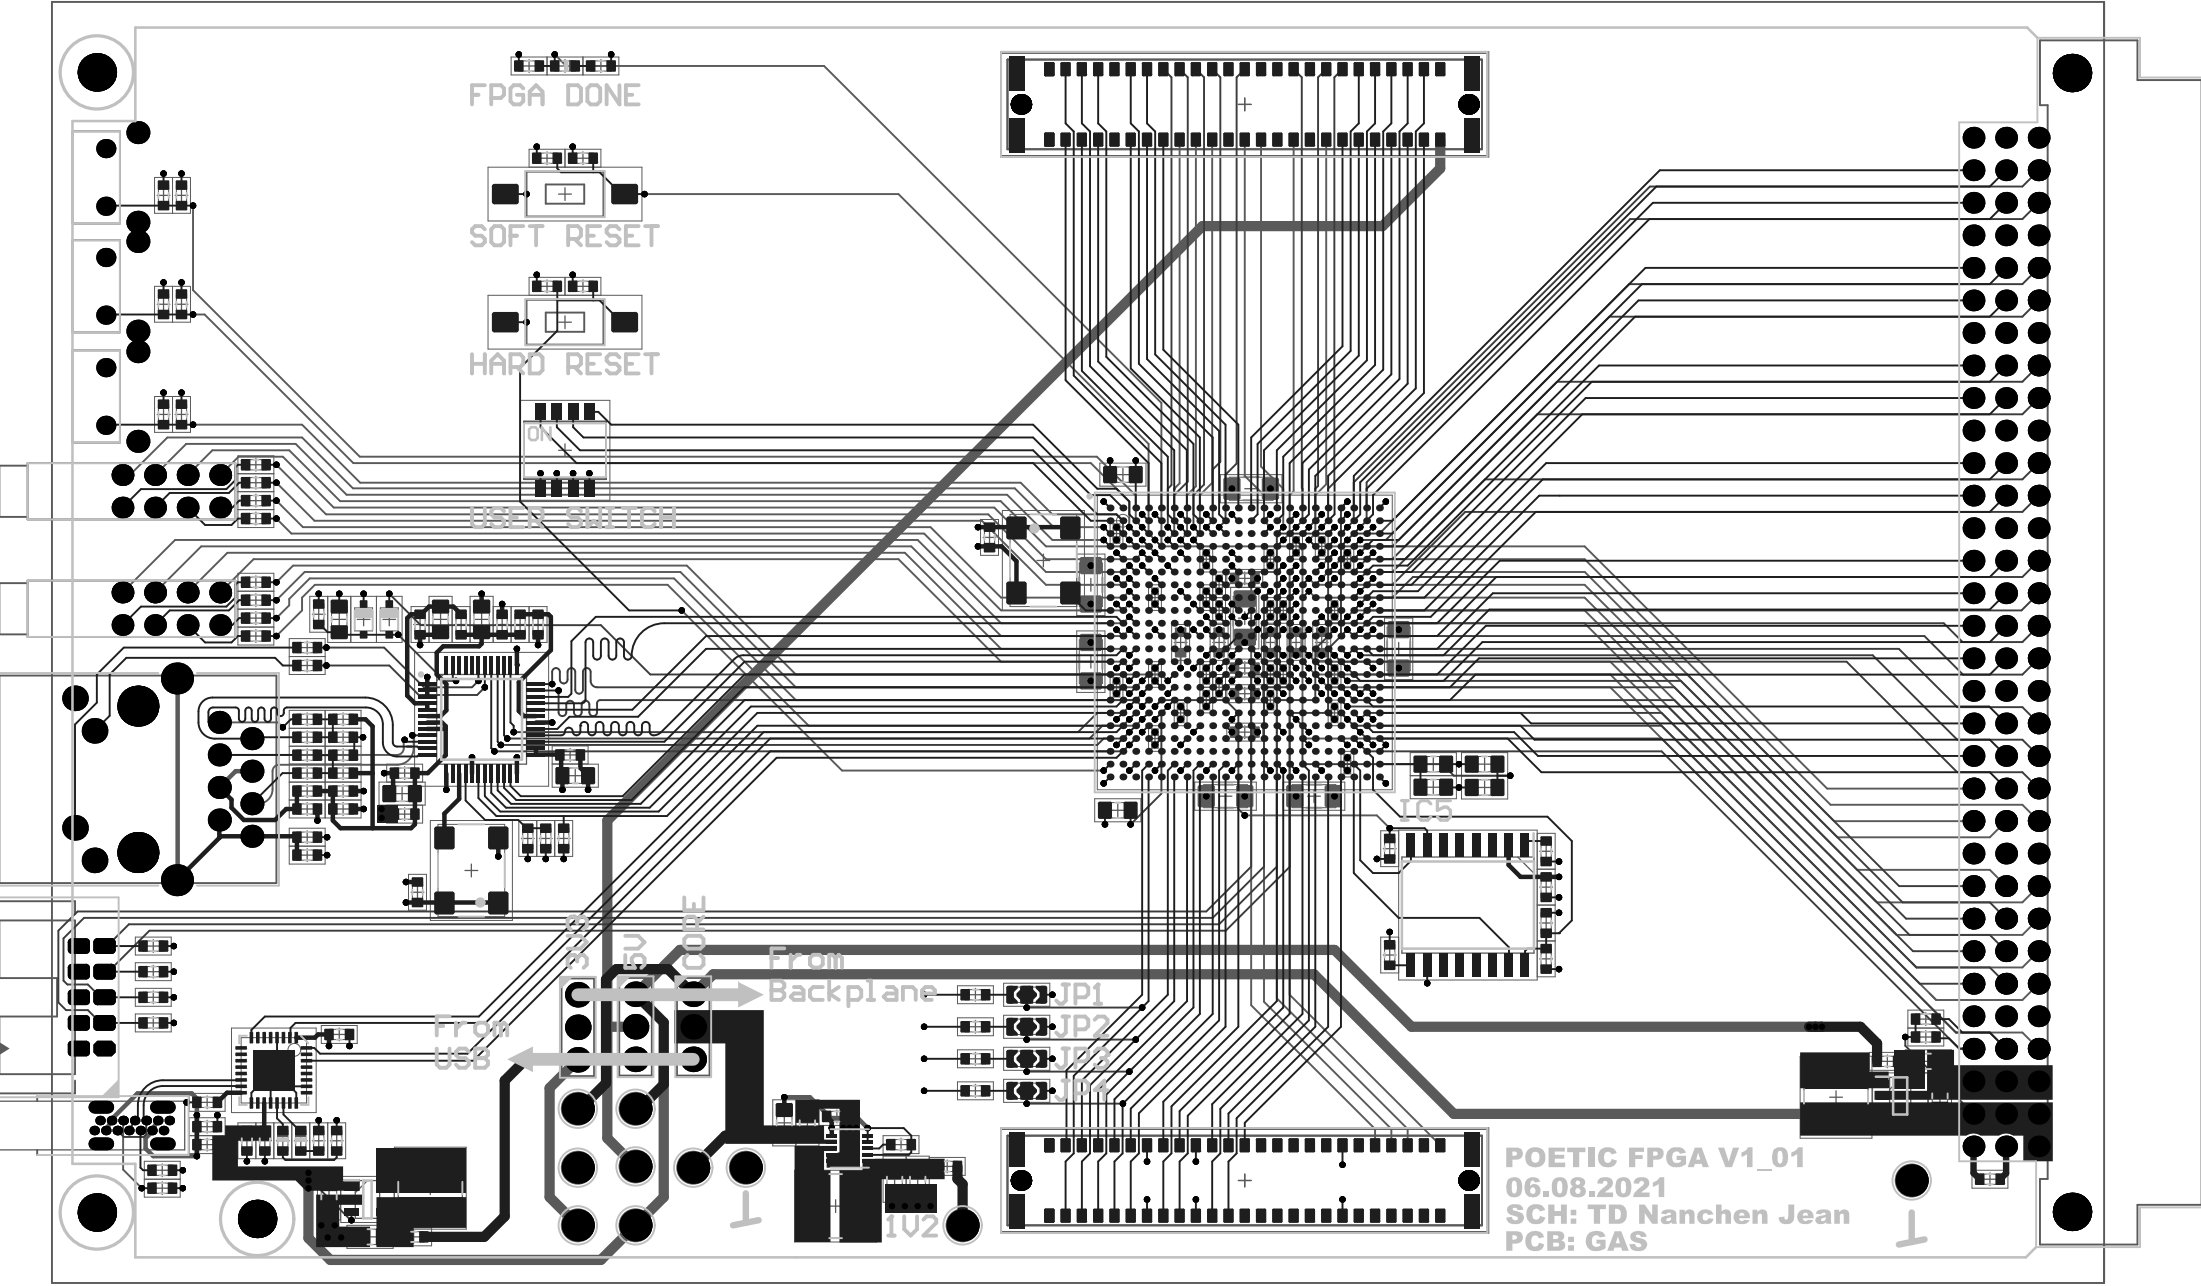 FPGA DONE
SOFT RESET
HARD RESET
ON
USER SWITCH
IC5
3V3
5V
CORE
From
Backplane
From
USB
JP1
JP2
JP3
JP4
1V2
POETIC FPGA V1_01
06.08.2021
SCH: TD Nanchen Jean
PCB: GAS